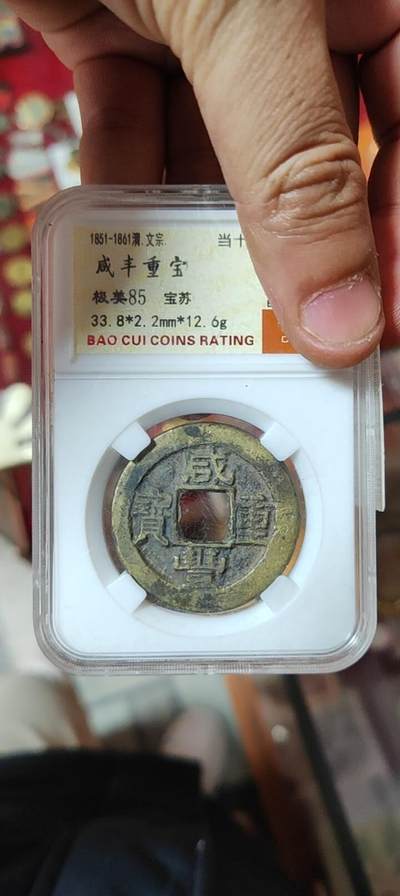 1851-1861清.文宗. 当十
咸丰重宝
极美85 宝苏
33.8*2.2mm*12.6g
BAO CUI COINS RATING
咸
寶 重
豐